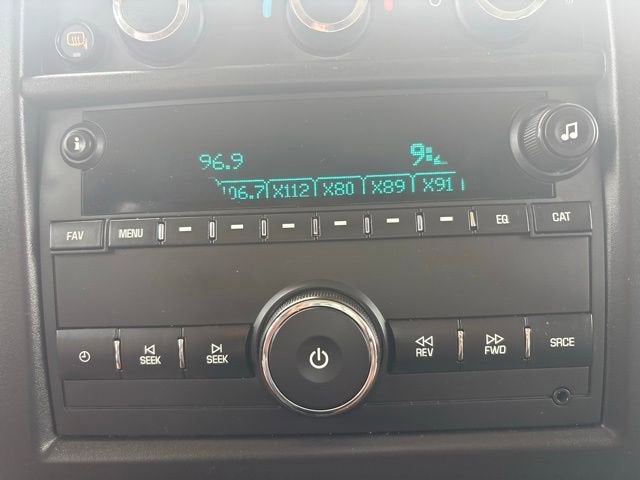 96.9
06.7 X112 X80 X89 X91
FAV MENU EQ CAT
SEEK SEEK REV FWD SRCE